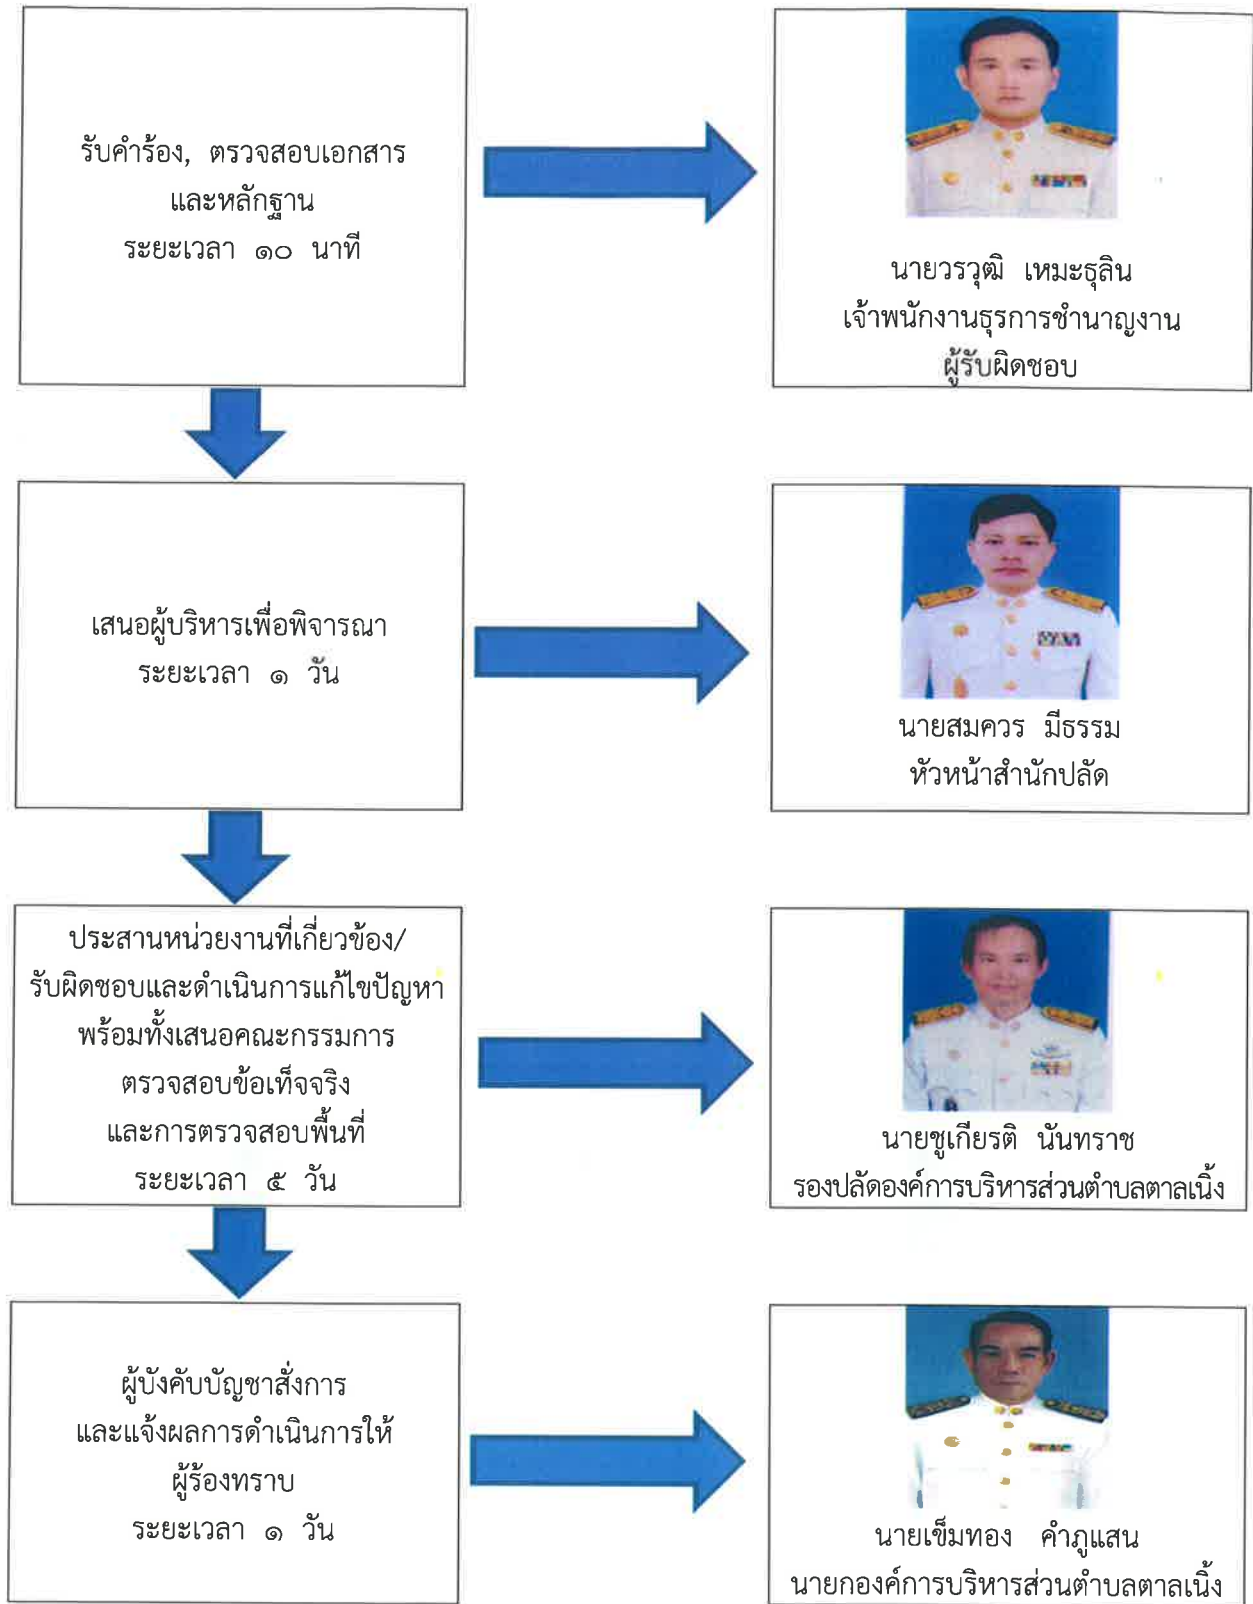 รับคำร้อง, ตรวจสอบเอกสาร
และหลักฐาน
ระยะเวลา ๑๐ นาที
นายวรวุฒิ เหมะธุลิน
เจ้าพนักงานธุรการชำนาญงาน
ผู้รับผิดชอบ
เสนอผู้บริหารเพื่อพิจารณา
ระยะเวลา ๑ วัน
นายสมควร มีธรรม
หัวหน้าสำนักปลัด
ประสานหน่วยงานที่เกี่ยวข้อง/
รับผิดชอบและดำเนินการแก้ไขปัญหา
พร้อมทั้งเสนอคณะกรรมการ
ตรวจสอบข้อเท็จจริง
และการตรวจสอบพื้นที่
ระยะเวลา ๕ วัน
นายชูเกียรติ นันทราช
รองปลัดองค์การบริหารส่วนตำบลตาลเนิ้ง
ผู้บังคับบัญชาสั่งการ
และแจ้งผลการดำเนินการให้
ผู้ร้องทราบ
ระยะเวลา ๑ วัน
นายเข็มทอง คำภูแสน
นายกองค์การบริหารส่วนตำบลตาลเนิ้ง